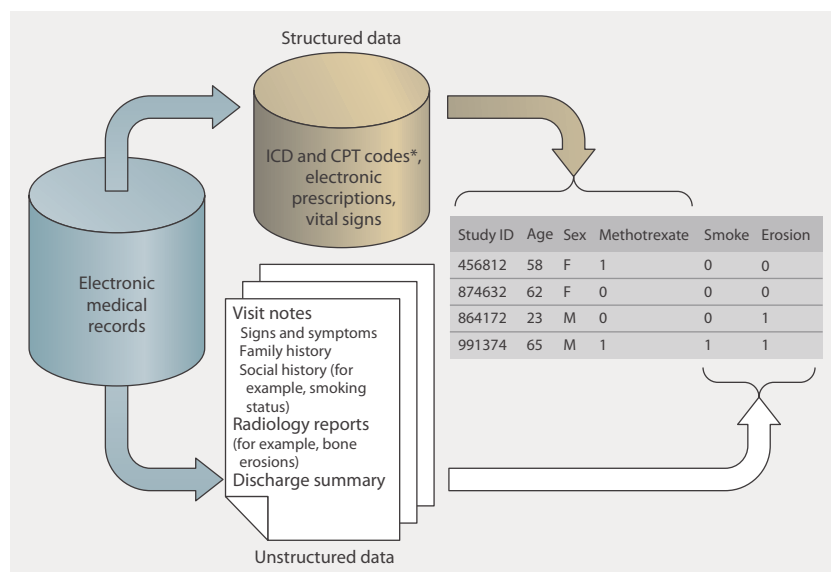 Structured data
ICD and CPT codes*,
electronic
prescriptions,
vital signs
Electronic
medical
records
Visit notes
Signs and symptoms
Family history
Social history (for
example, smoking
status)
Radiology reports
(for example, bone
erosions)
Discharge summary
Unstructured data
Study ID Age Sex Methotrexate Smoke Erosion
456812 58 F 1 0 0
874632 62 F 0 0 0
864172 23 M 0 0 1
991374 65 M 1 1 1